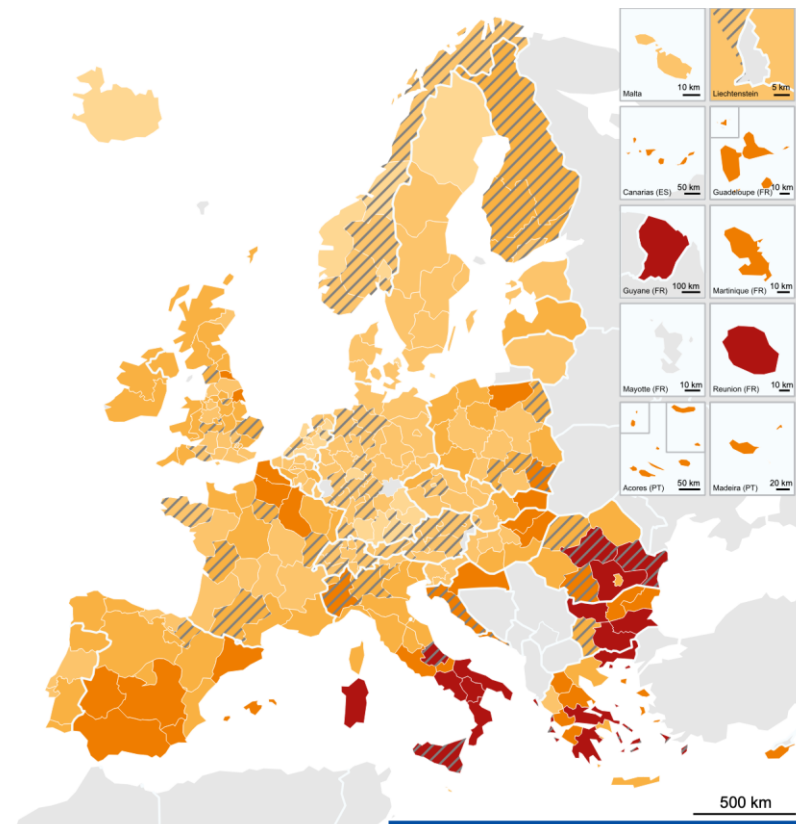 Malta 10 km
Liechtenstein 5 km
Canarias (ES) 50 km
Guadeloupe (FR) 10 km
Guyane (FR) 100 km
Martinique (FR) 10 km
Mayotte (FR) 10 km
Reunion (FR) 10 km
Acores (PT) 50 km
Madeira (PT) 20 km
500 km